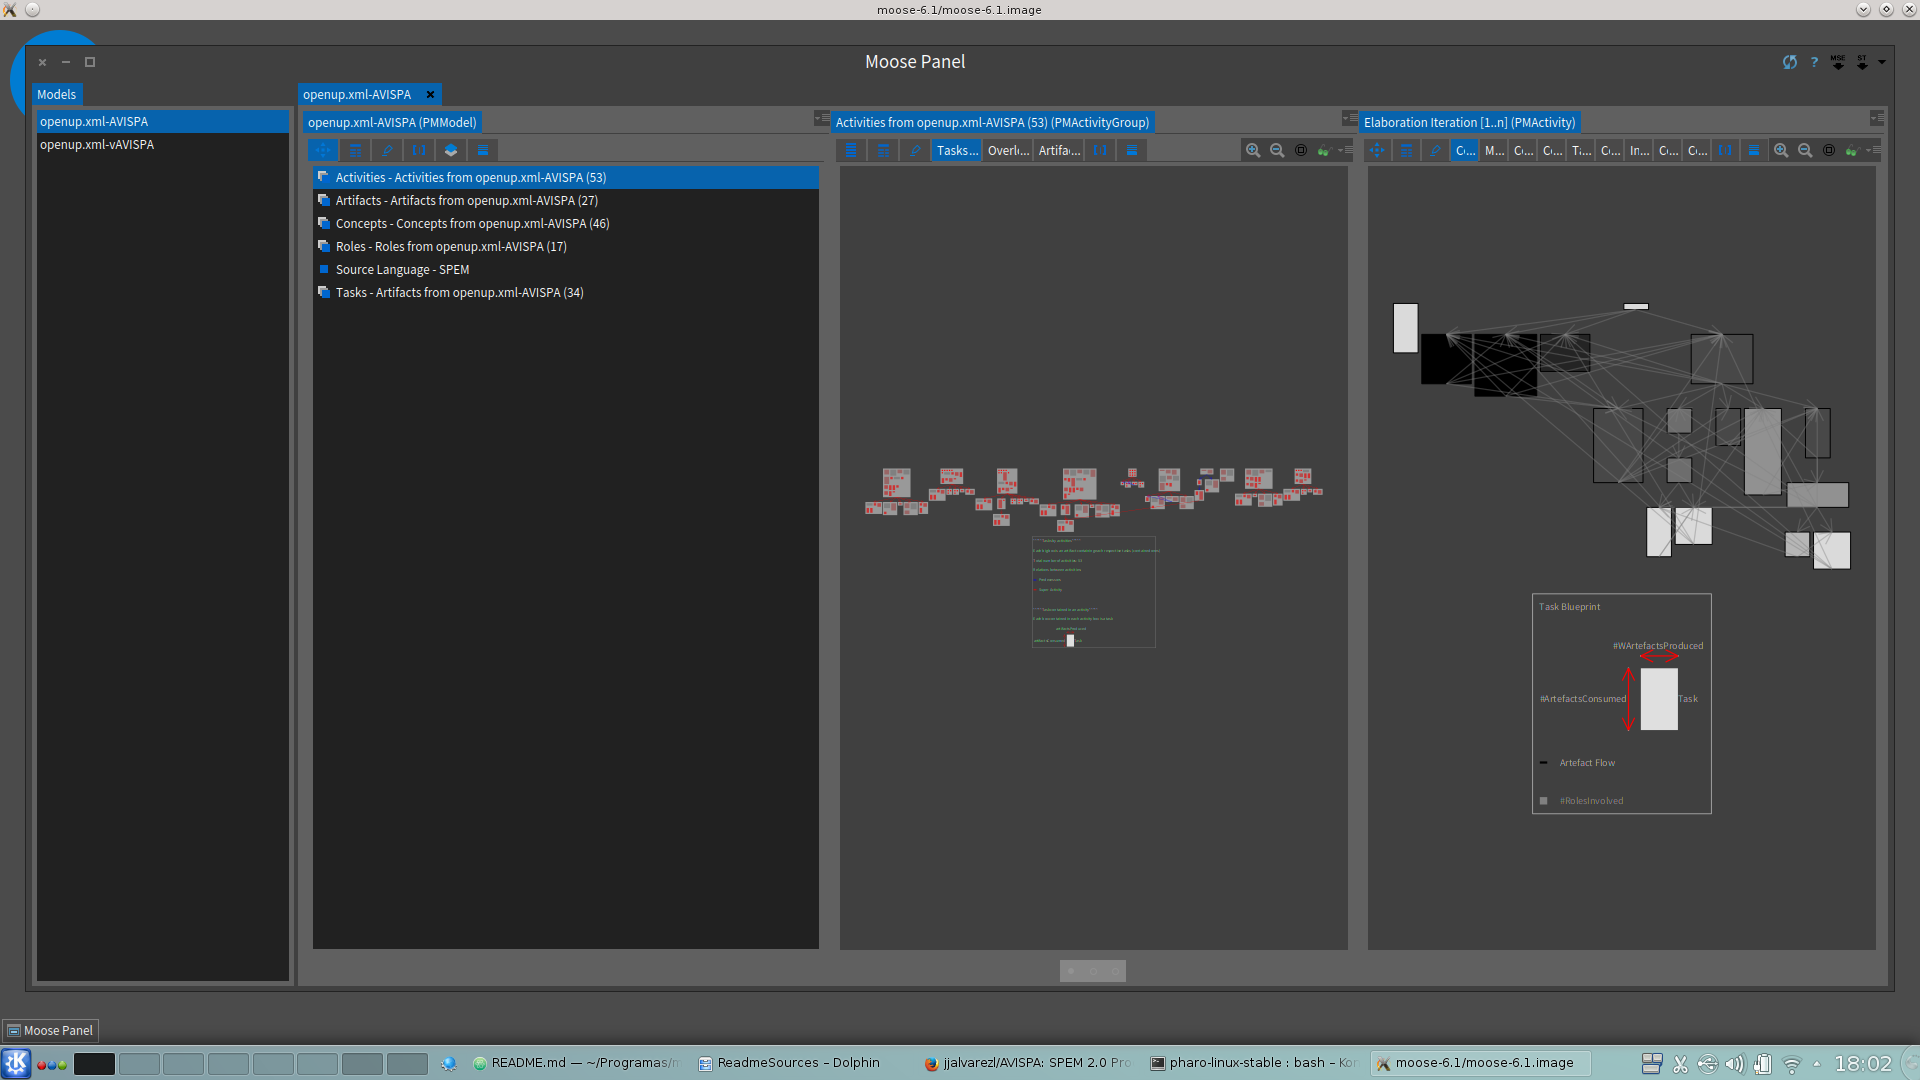 moose-6.1/moose-6.1.image
Moose Panel
?
MSE
ST
Models
openup.xml-AVISPA
openup.xml-AVISPA
openup.xml-vAVISPA
openup.xml-AVISPA (PMModel)
Activities - Activities from openup.xml-AVISPA (53)
Artifacts - Artifacts from openup.xml-AVISPA (27)
Concepts - Concepts from openup.xml-AVISPA (46)
Roles - Roles from openup.xml-AVISPA (17)
Source Language - SPEM
Tasks - Artifacts from openup.xml-AVISPA (34)
Activities from openup.xml-AVISPA (53) (PMActivityGroup)
Tasks... Overl... Artifa...
Elaboration Iteration [1..n] (PMActivity)
C... M... C... C... T... C... In... C... C...
Task Blueprint
#WArtefactsProduced
#ArtefactsConsumed
Task
Artefact Flow
#RolesInvolved
Moose Panel
README.md — ~/Programas/
ReadmeSources – Dolphin
jjalvarezl/AVISPA: SPEM 2.0 Pro
pharo-linux-stable : bash – Kon
moose-6.1/moose-6.1.image
18:02